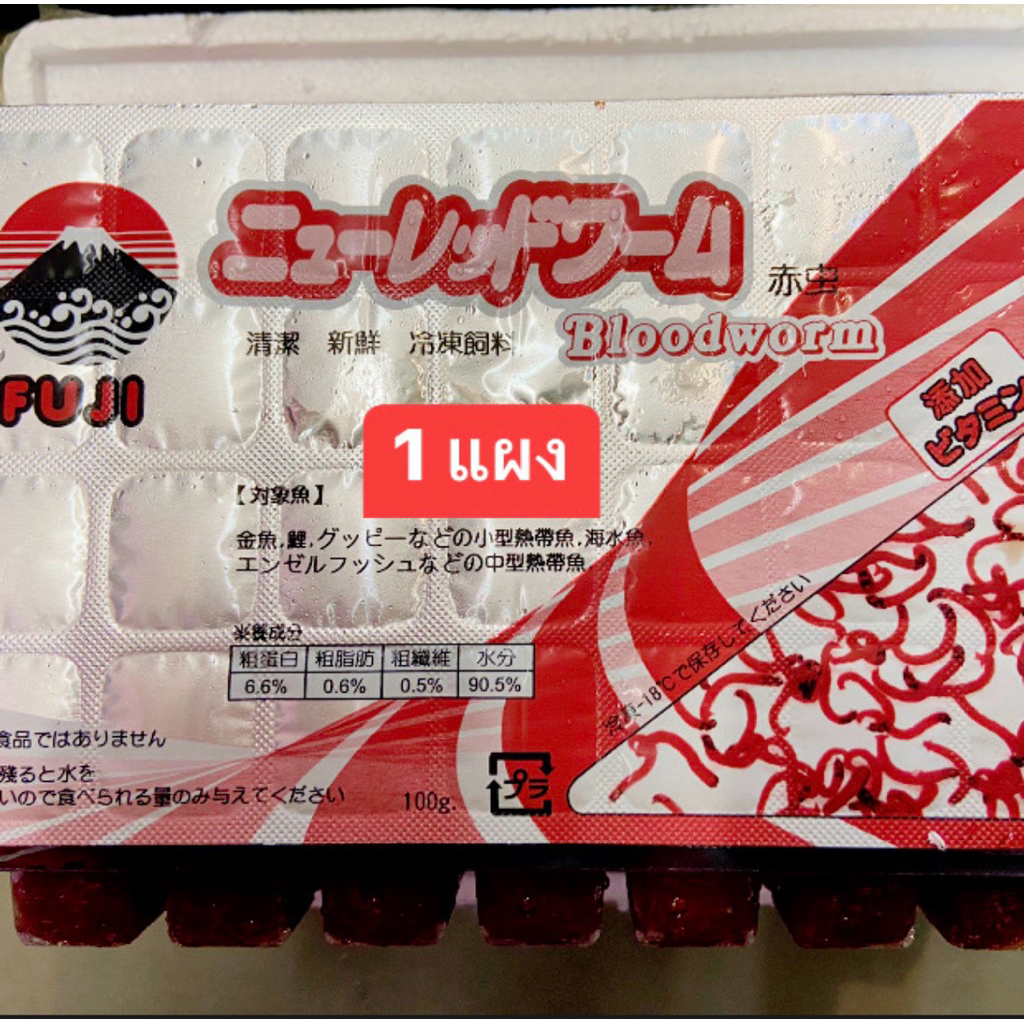 ニューレッドワーム
赤虫
清潔 新鮮 冷凍飼料
Bloodworm
FUJI
添加
ビタミン
1 แผง
【対象魚】
金魚.鯉.グッピーなどの小型熱帶魚.海水魚.
エンゼルフッシュなどの中型熱帶魚.
栄養成分
粗蛋白 粗脂肪 粗纖維 水分
6.6% 0.6% 0.5% 90.5%
-18℃で保存してください
食品ではありません
残ると水を
いので食べられる量のみ与えてください
100g.
プラ